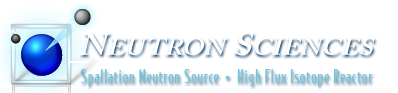 NEUTRON SCIENCES
Spallation Neutron Source • High Flux Isotope Reactor